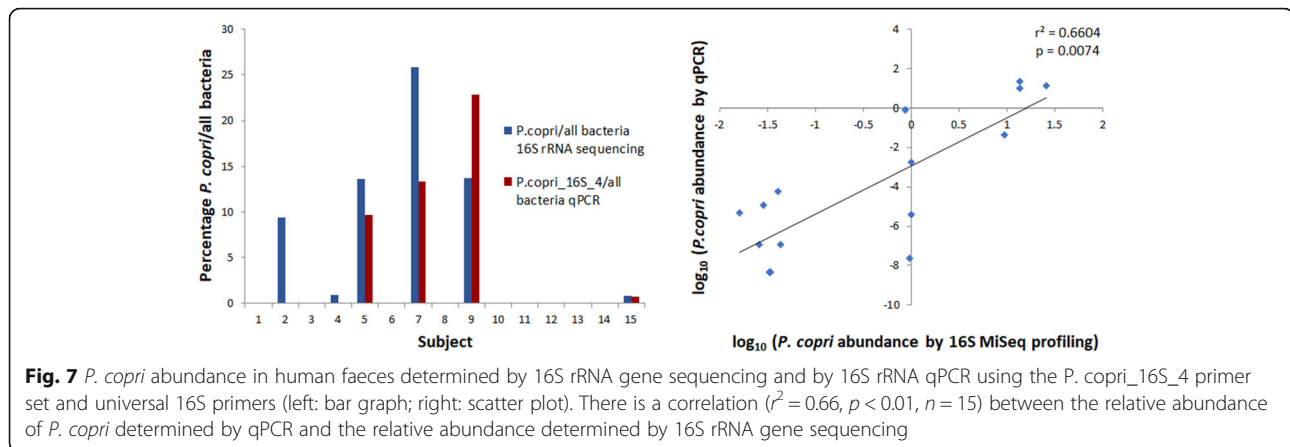 30
25
20
15
10
5
0
Percentage P. copri/all bacteria
1 2 3 4 5 6 7 8 9 10 11 12 13 14 15
Subject
P.copri/all bacteria
16S rRNA sequencing
P.copri_16S_4/all
bacteria qPCR
r² = 0.6604
p = 0.0074
4
2
0
-2
-4
-6
-8
-10
-2 -1.5 -1 -0.5 0 0.5 1 1.5 2
log₁₀ (P.copri abundance by qPCR)
log₁₀ (P. copri abundance by 16S MiSeq profiling)
Fig. 7 P. copri abundance in human faeces determined by 16S rRNA gene sequencing and by 16S rRNA qPCR using the P. copri_16S_4 primer
set and universal 16S primers (left: bar graph; right: scatter plot). There is a correlation (r² = 0.66, p < 0.01, n = 15) between the relative abundance
of P. copri determined by qPCR and the relative abundance determined by 16S rRNA gene sequencing